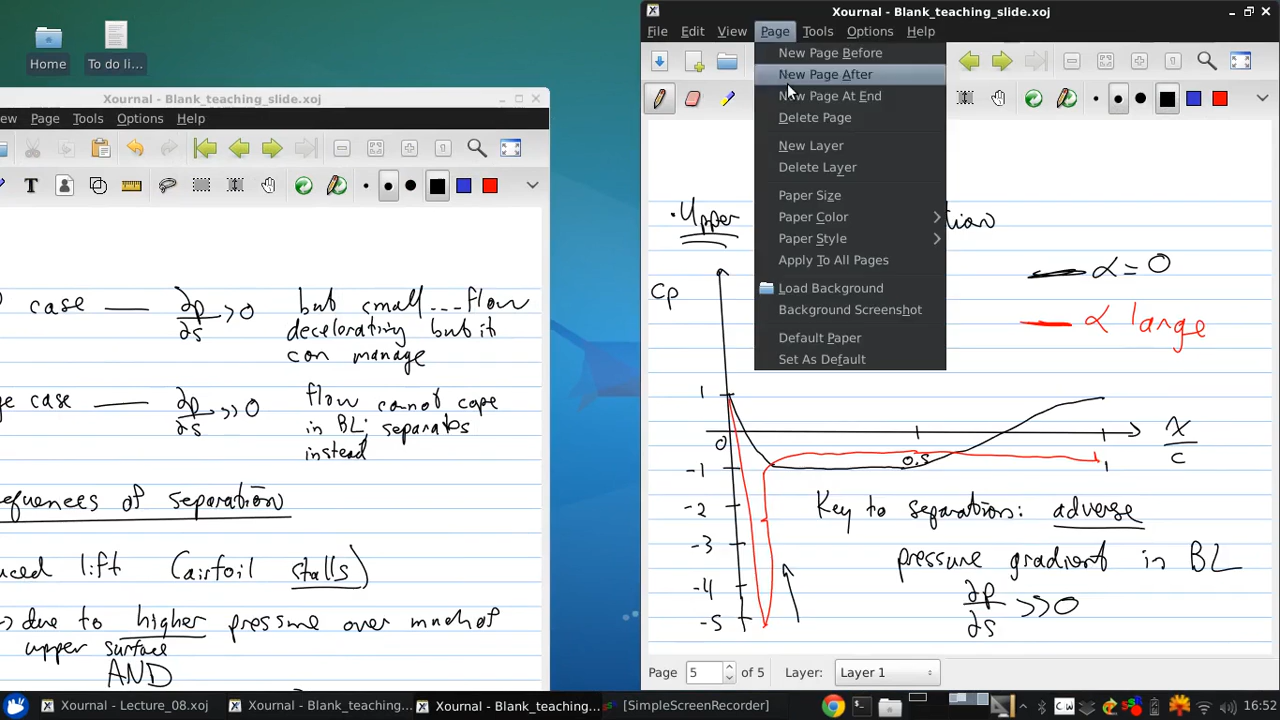 Home
To do li...
Xournal - Blank_teaching_slide.xoj
ew Page Tools Options Help
case ∂p/∂s >0 but small...flow
decelerating but it
can manage
ge case ∂p/∂s >>0 flow cannot cope
in BL; separates
instead
equences of separation
uced lift (airfoil stalls)
due to higher pressure over much of
upper surface
AND
Xournal - Blank_teaching_slide.xoj
File Edit View Page Tools Options Help
New Page Before
New Page After
New Page At End
Delete Page
New Layer
Delete Layer
Paper Size
Paper Color
Paper Style
Apply To All Pages
Load Background
Background Screenshot
Default Paper
Set As Default
· Upper tion
α = 0
α large
Cp
1
0
-1
-2
-3
-4
-5
0.5
1
x/c
Key to separations: adverse
pressure gradient in BL
∂p/∂s >>0
Page 5 of 5 Layer: Layer 1
Xournal - Lecture_08.xoj
Xournal - Blank_teaching...
Xournal - Blank_teaching...
[SimpleScreenRecorder]
16:52